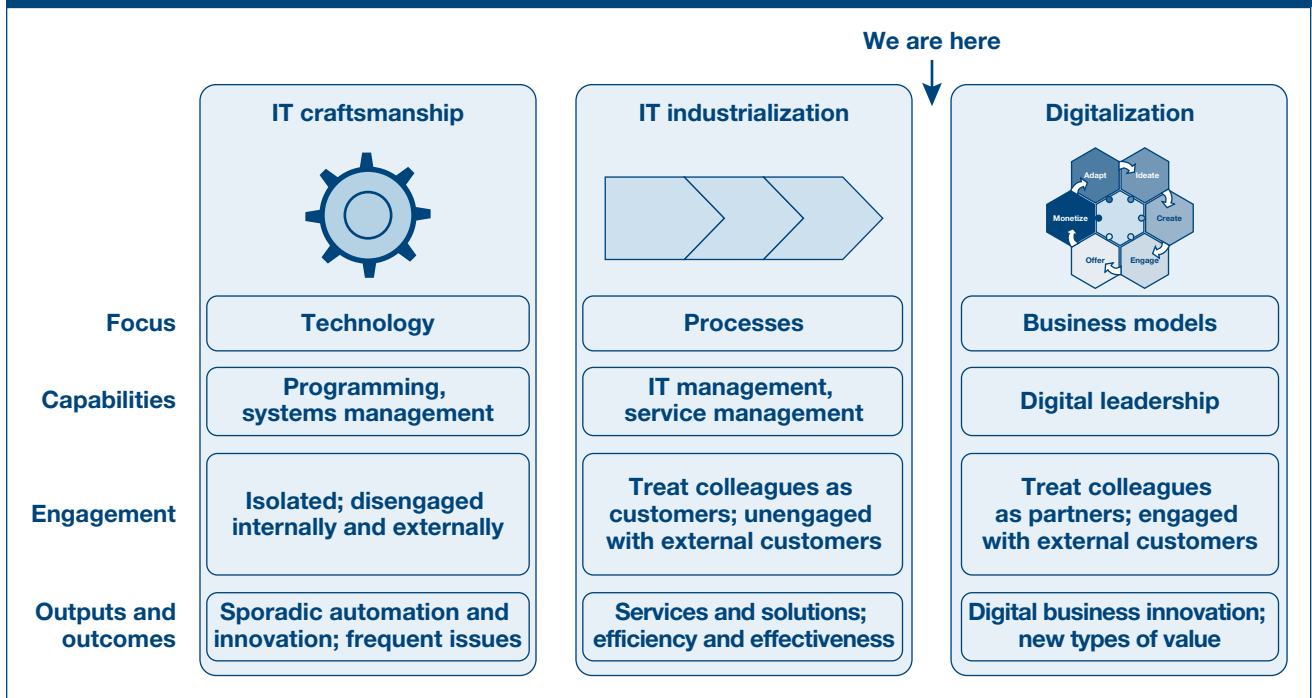 We are here
IT craftsmanship
IT industrialization
Digitalization
Adapt
Ideate
Monetize
Create
Offer
Engage
Focus
Technology
Processes
Business models
Capabilities
Programming,
systems management
IT management,
service management
Digital leadership
Engagement
Isolated; disengaged
internally and externally
Treat colleagues as
customers; unengaged
with external customers
Treat colleagues
as partners; engaged
with external customers
Outputs and
outcomes
Sporadic automation and
innovation; frequent issues
Services and solutions;
efficiency and effectiveness
Digital business innovation;
new types of value